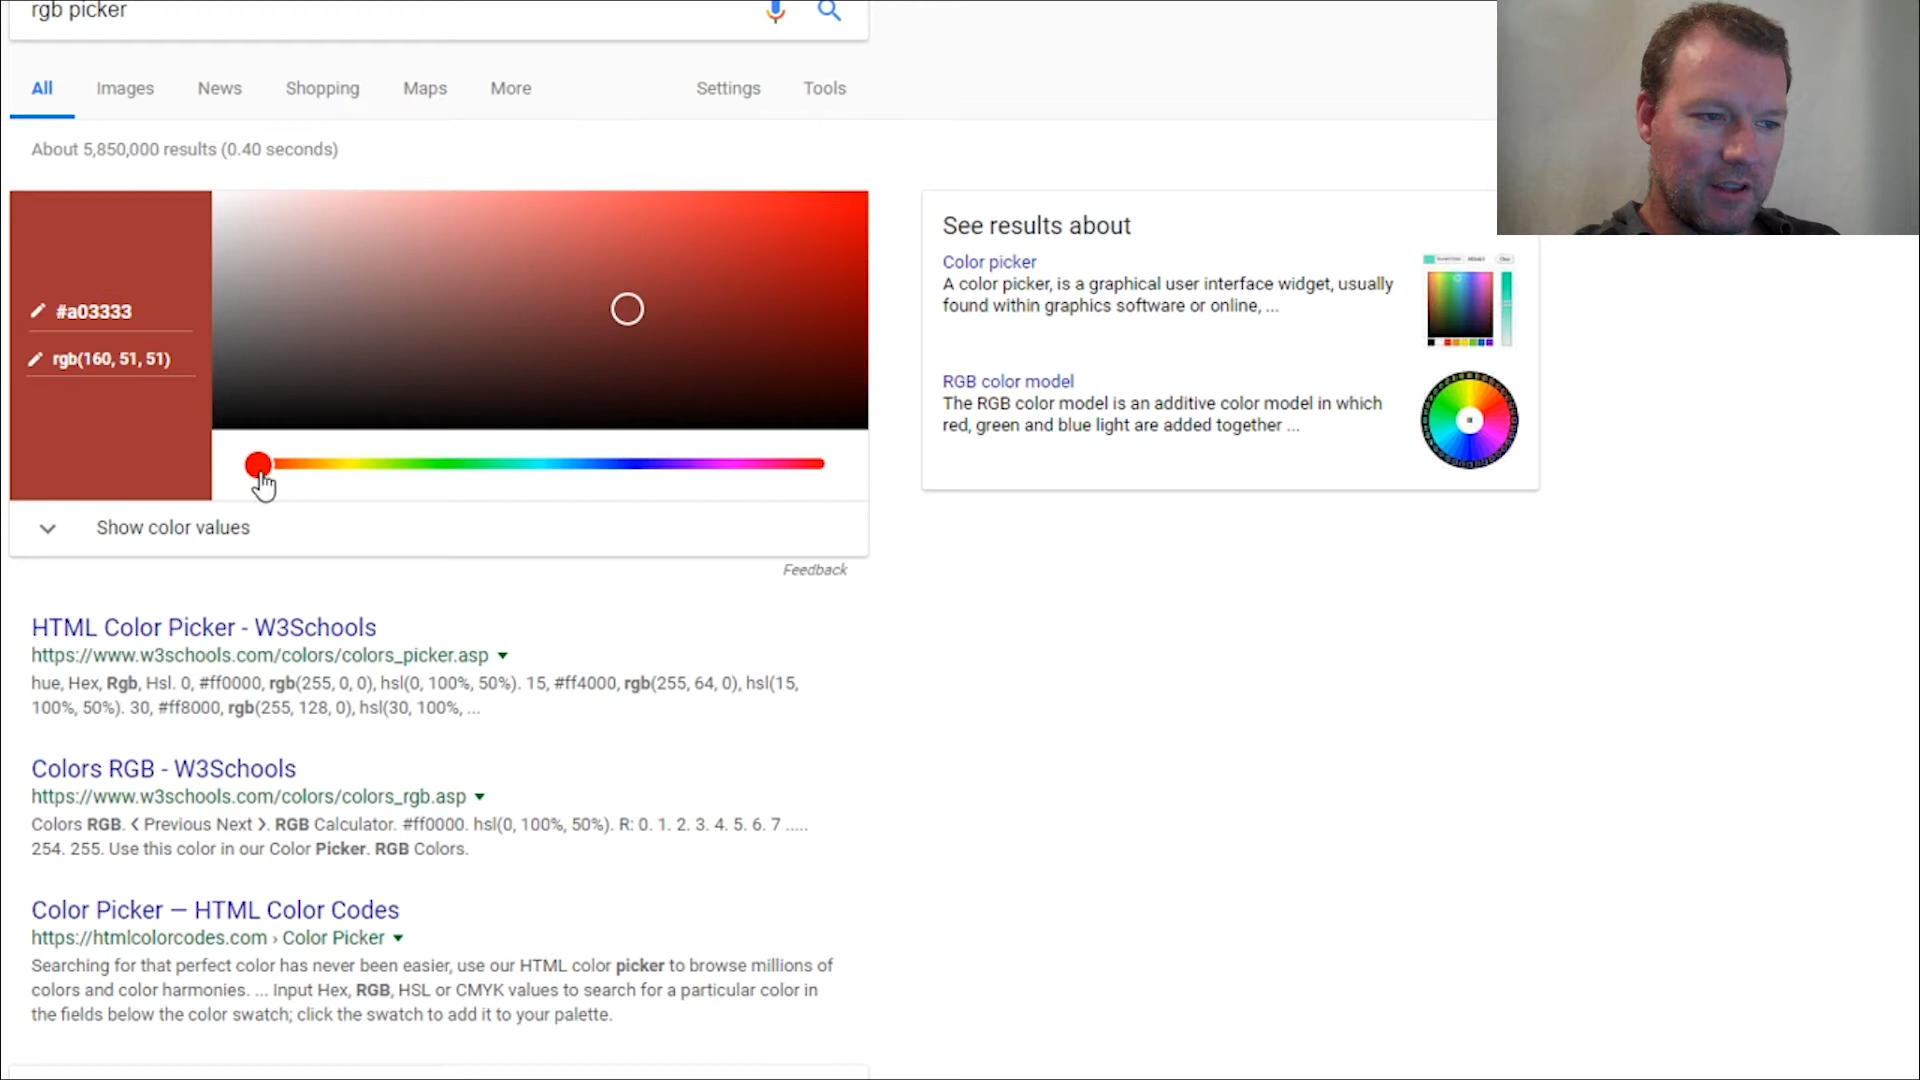 rgb picker
All Images News Shopping Maps More Settings Tools
About 5,850,000 results (0.40 seconds)
#a03333
rgb(160, 51, 51)
Show color values
Feedback
See results about
Color picker
A color picker, is a graphical user interface widget, usually
found within graphics software or online, ...
RGB color model
The RGB color model is an additive color model in which
red, green and blue light are added together ...
HTML Color Picker - W3Schools
https://www.w3schools.com/colors/colors_picker.asp
hue, Hex, Rgb, Hsl. 0, #ff0000, rgb(255, 0, 0), hsl(0, 100%, 50%). 15, #ff4000, rgb(255, 64, 0), hsl(15,
100%, 50%). 30, #ff8000, rgb(255, 128, 0), hsl(30, 100%, ...
Colors RGB - W3Schools
https://www.w3schools.com/colors/colors_rgb.asp
Colors RGB. ❮ Previous Next ❯. RGB Calculator. #ff0000. hsl(0, 100%, 50%). R: 0. 1. 2. 3. 4. 5. 6. 7 .....
254. 255. Use this color in our Color Picker. RGB Colors.
Color Picker — HTML Color Codes
https://htmlcolorcodes.com › Color Picker
Searching for that perfect color has never been easier, use our HTML color picker to browse millions of
colors and color harmonies. ... Input Hex, RGB, HSL or CMYK values to search for a particular color in
the fields below the color swatch; click the swatch to add it to your palette.